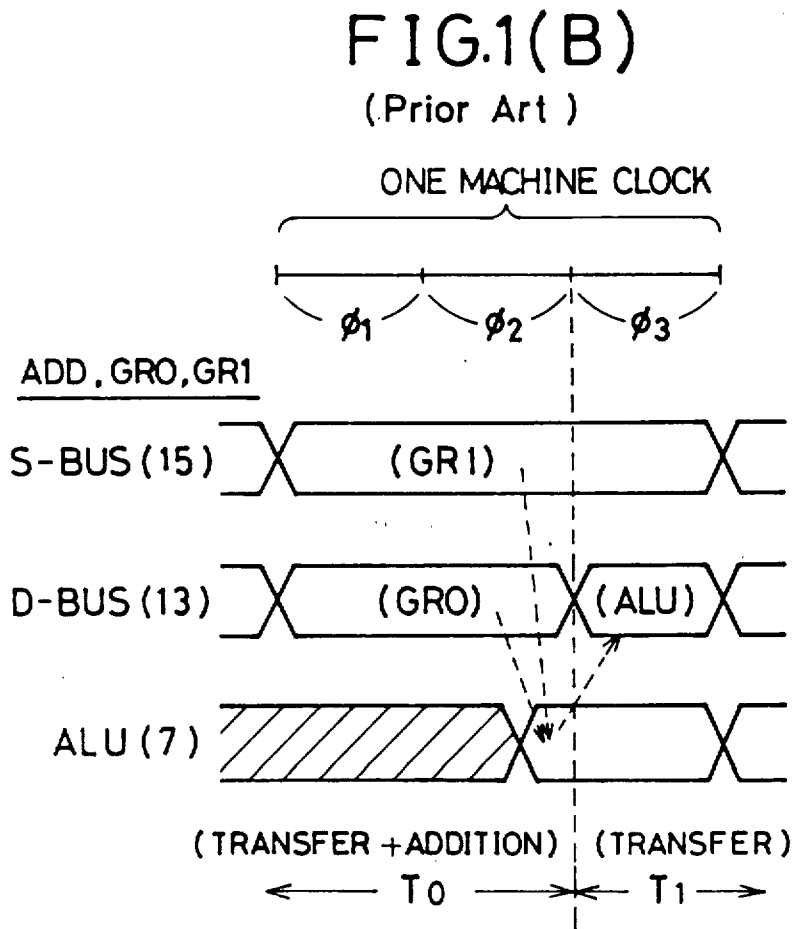 FIG.1(B)
(Prior Art)
ONE MACHINE CLOCK
ϕ1 ϕ2 ϕ3
ADD, GR0, GR1
S-BUS(15) (GR1)
D-BUS(13) (GR0) (ALU)
ALU(7)
(TRANSFER+ADDITION) (TRANSFER)
T0 T1